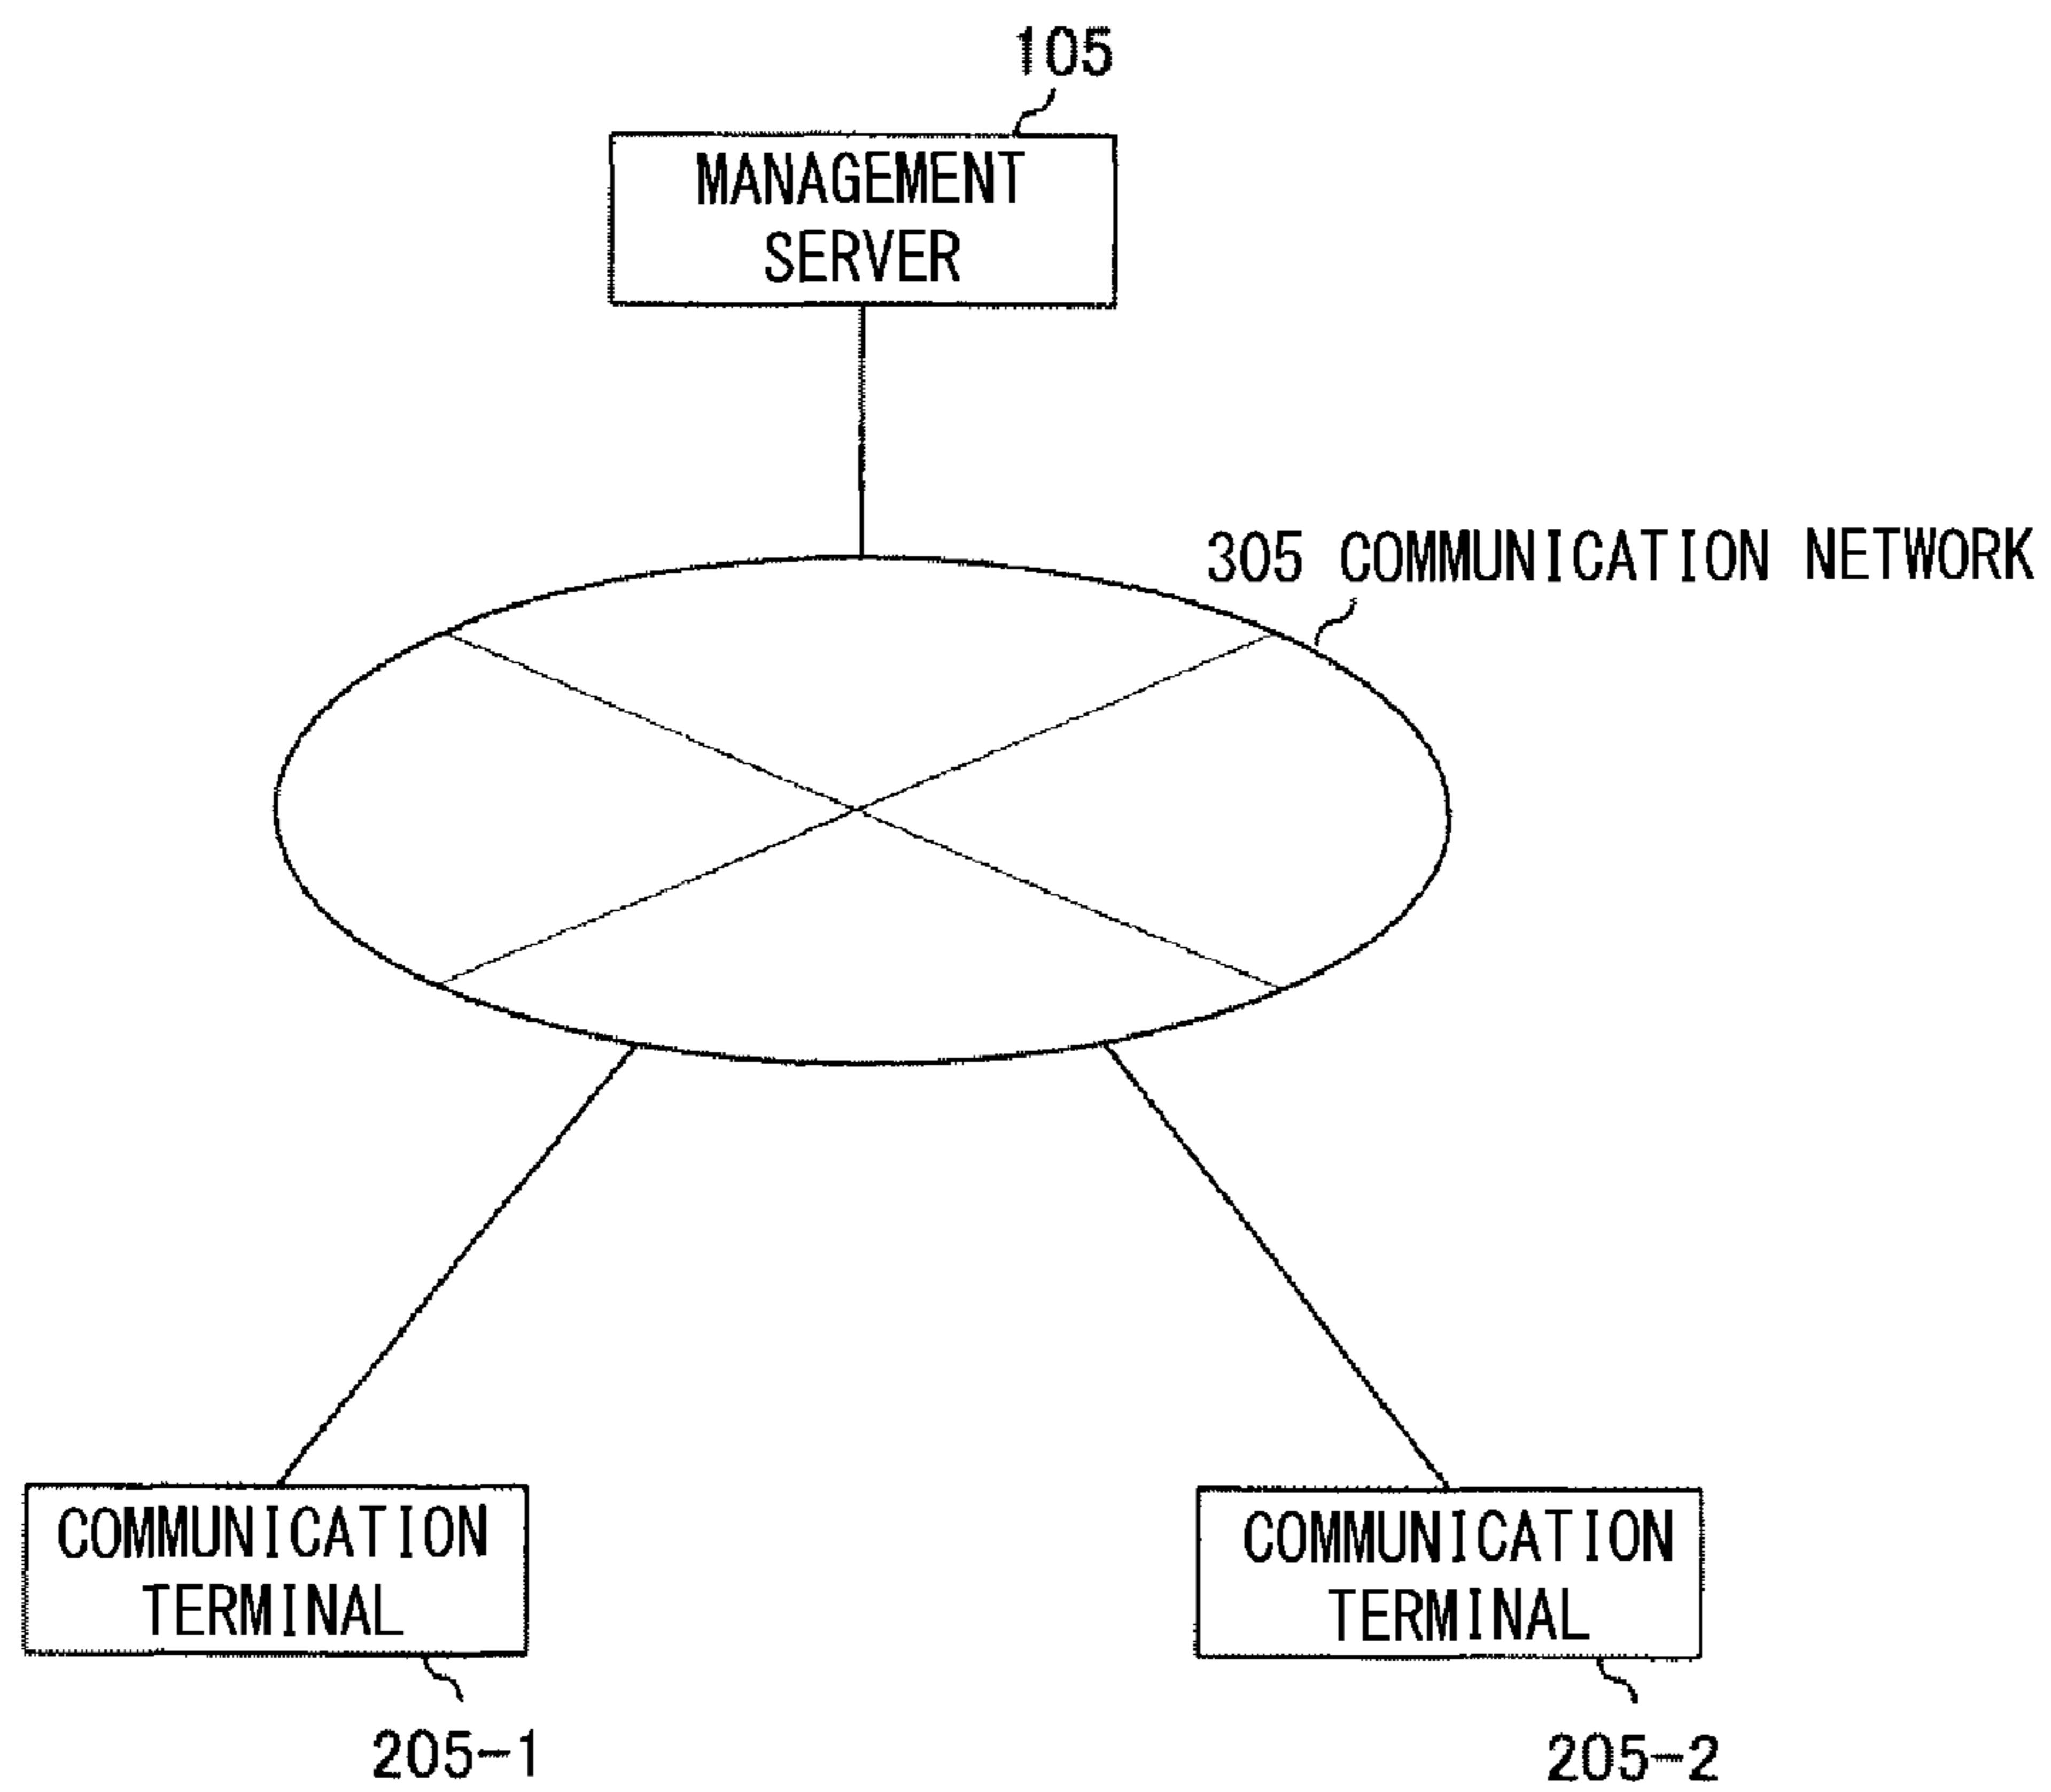 105
MANAGEMENT
SERVER
305 COMMUNICATION NETWORK
COMMUNICATION
TERMINAL
205-1
COMMUNICATION
TERMINAL
205-2